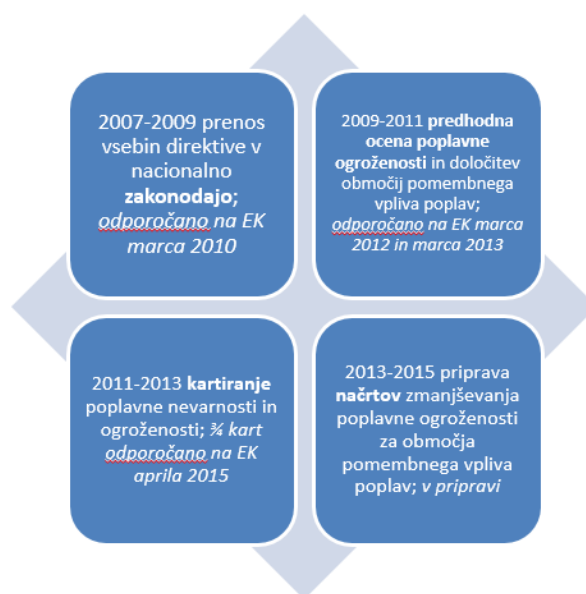 2007-2009 prenos
vsebin direktive v
nacionalno
zakonodajo;
odporočano na EK
marca 2010
2009-2011 predhodna
ocena poplavne
ogroženosti in določitev
območij pomembnega
vpliva poplav;
odporočano na EK marca
2012 in marca 2013
2011-2013 kartiranje
poplavne nevarnosti in
ogroženosti; ¾ kart
odporočano na EK
aprila 2015
2013-2015 priprava
načrtov zmanjševanja
poplavne ogroženosti
za območja
pomembnega vpliva
poplav; v pripravi